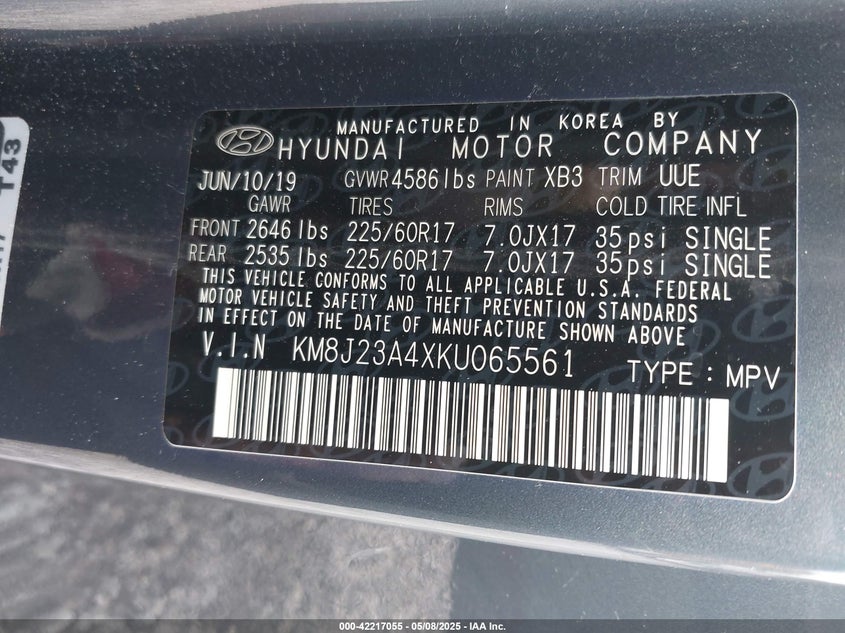 MANUFACTURED IN KOREA BY
HYUNDAI MOTOR COMPANY
JUN/10/19 GVWR 4586 lbs PAINT XB3 TRIM UUE
GAWR TIRES RIMS COLD TIRE INFL
FRONT 2646 lbs 225/60R17 7.0JX17 35psi SINGLE
REAR 2535 lbs 225/60R17 7.0JX17 35psi SINGLE
THIS VEHICLE CONFORMS TO ALL APPLICABLE U.S.A. FEDERAL
MOTOR VEHICLE SAFETY AND THEFT PREVENTION STANDARDS
IN EFFECT ON THE DATE OF MANUFACTURE SHOWN ABOVE
V.I.N KM8J23A4XKU065561 TYPE : MPV
T43
000-42217055 - 05/08/2025 - IAA Inc.